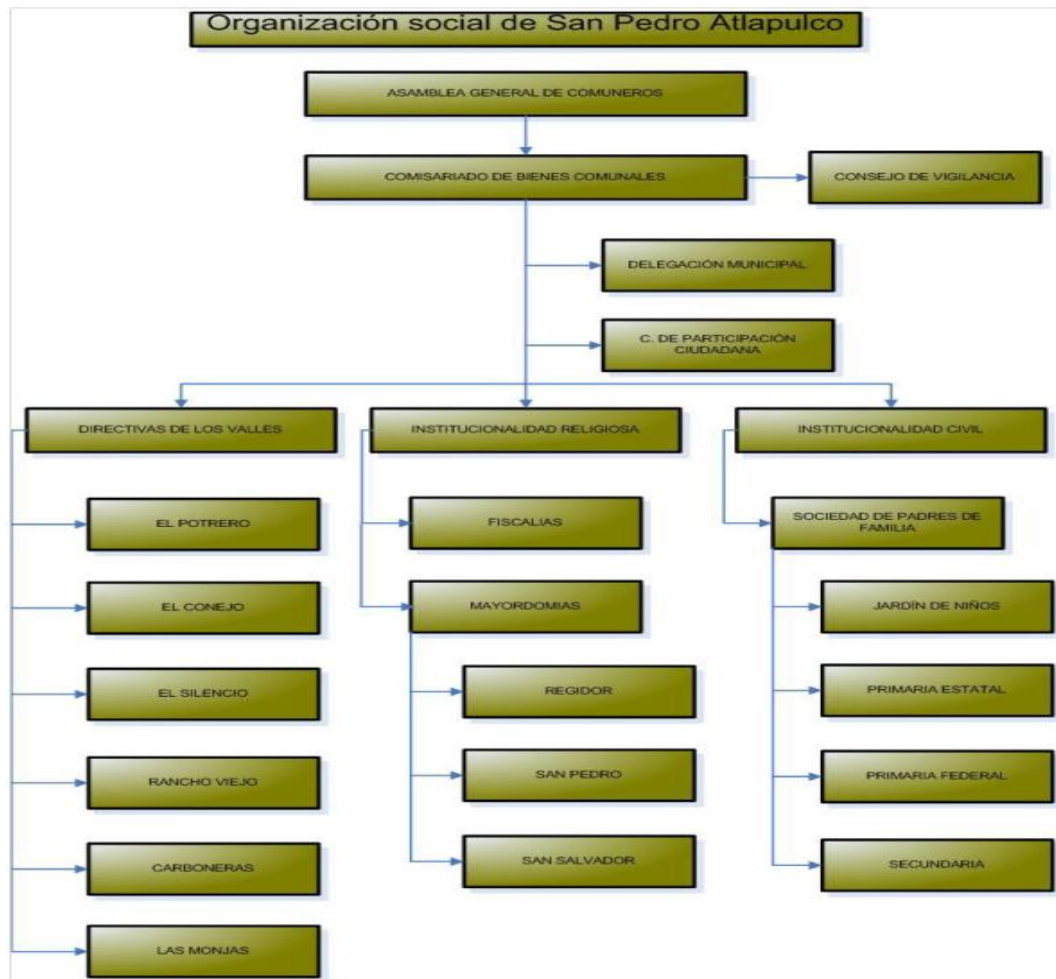 Organización social de San Pedro Atlapulco
ASAMBLEA GENERAL DE COMUNEROS
COMISARIADO DE BIENES COMUNALES
CONSEJO DE VIGILANCIA
DELEGACIÓN MUNICIPAL
C. DE PARTICIPACIÓN
CIUDADANA
DIRECTIVAS DE LOS VALLES
EL POTRERO
EL CONEJO
EL SILENCIO
RANCHO VIEJO
CARBONERAS
LAS MONJAS
INSTITUCIONALIDAD RELIGIOSA
FISCALIAS
MAYORDOMIAS
REGIDOR
SAN PEDRO
SAN SALVADOR
INSTITUCIONALIDAD CIVIL
SOCIEDAD DE PADRES DE
FAMILIA
JARDÍN DE NIÑOS
PRIMARIA ESTATAL
PRIMARIA FEDERAL
SECUNDARIA